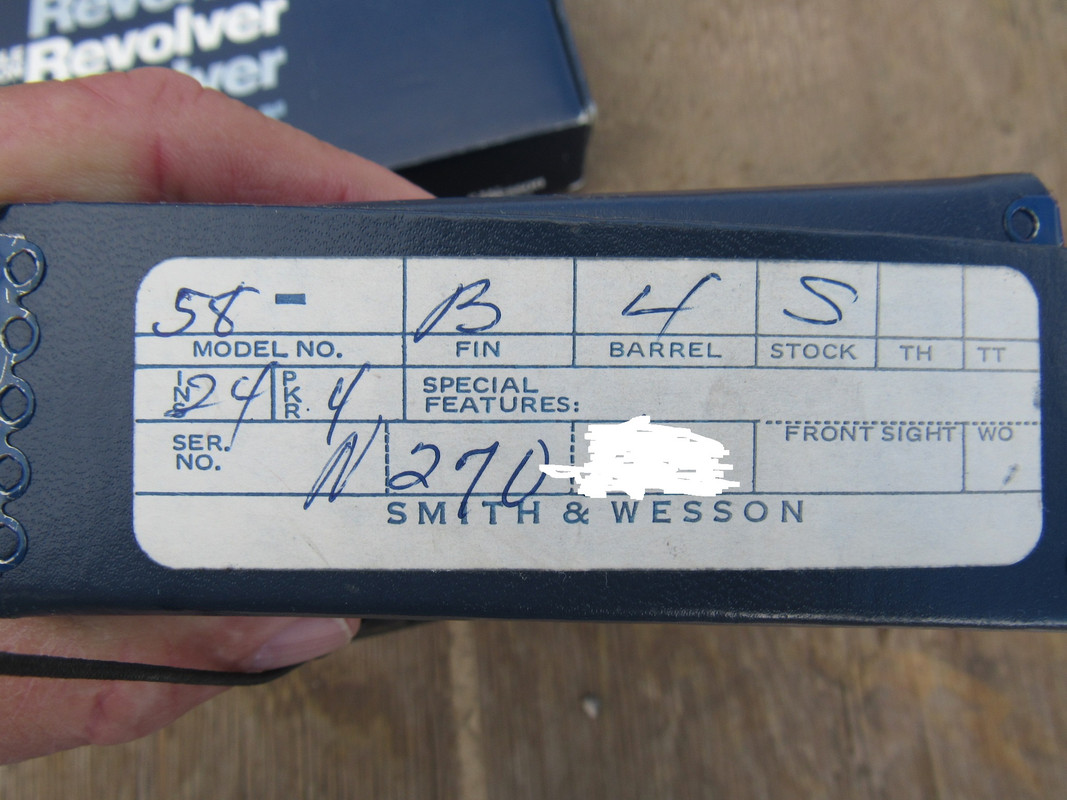 Revolver
Revolver
58 - B 4 S
MODEL NO. FIN BARREL STOCK TH TT
INS 24 PKR. 4 SPECIAL FEATURES:
SER. NO. N 270 FRONT SIGHT WO
SMITH & WESSON